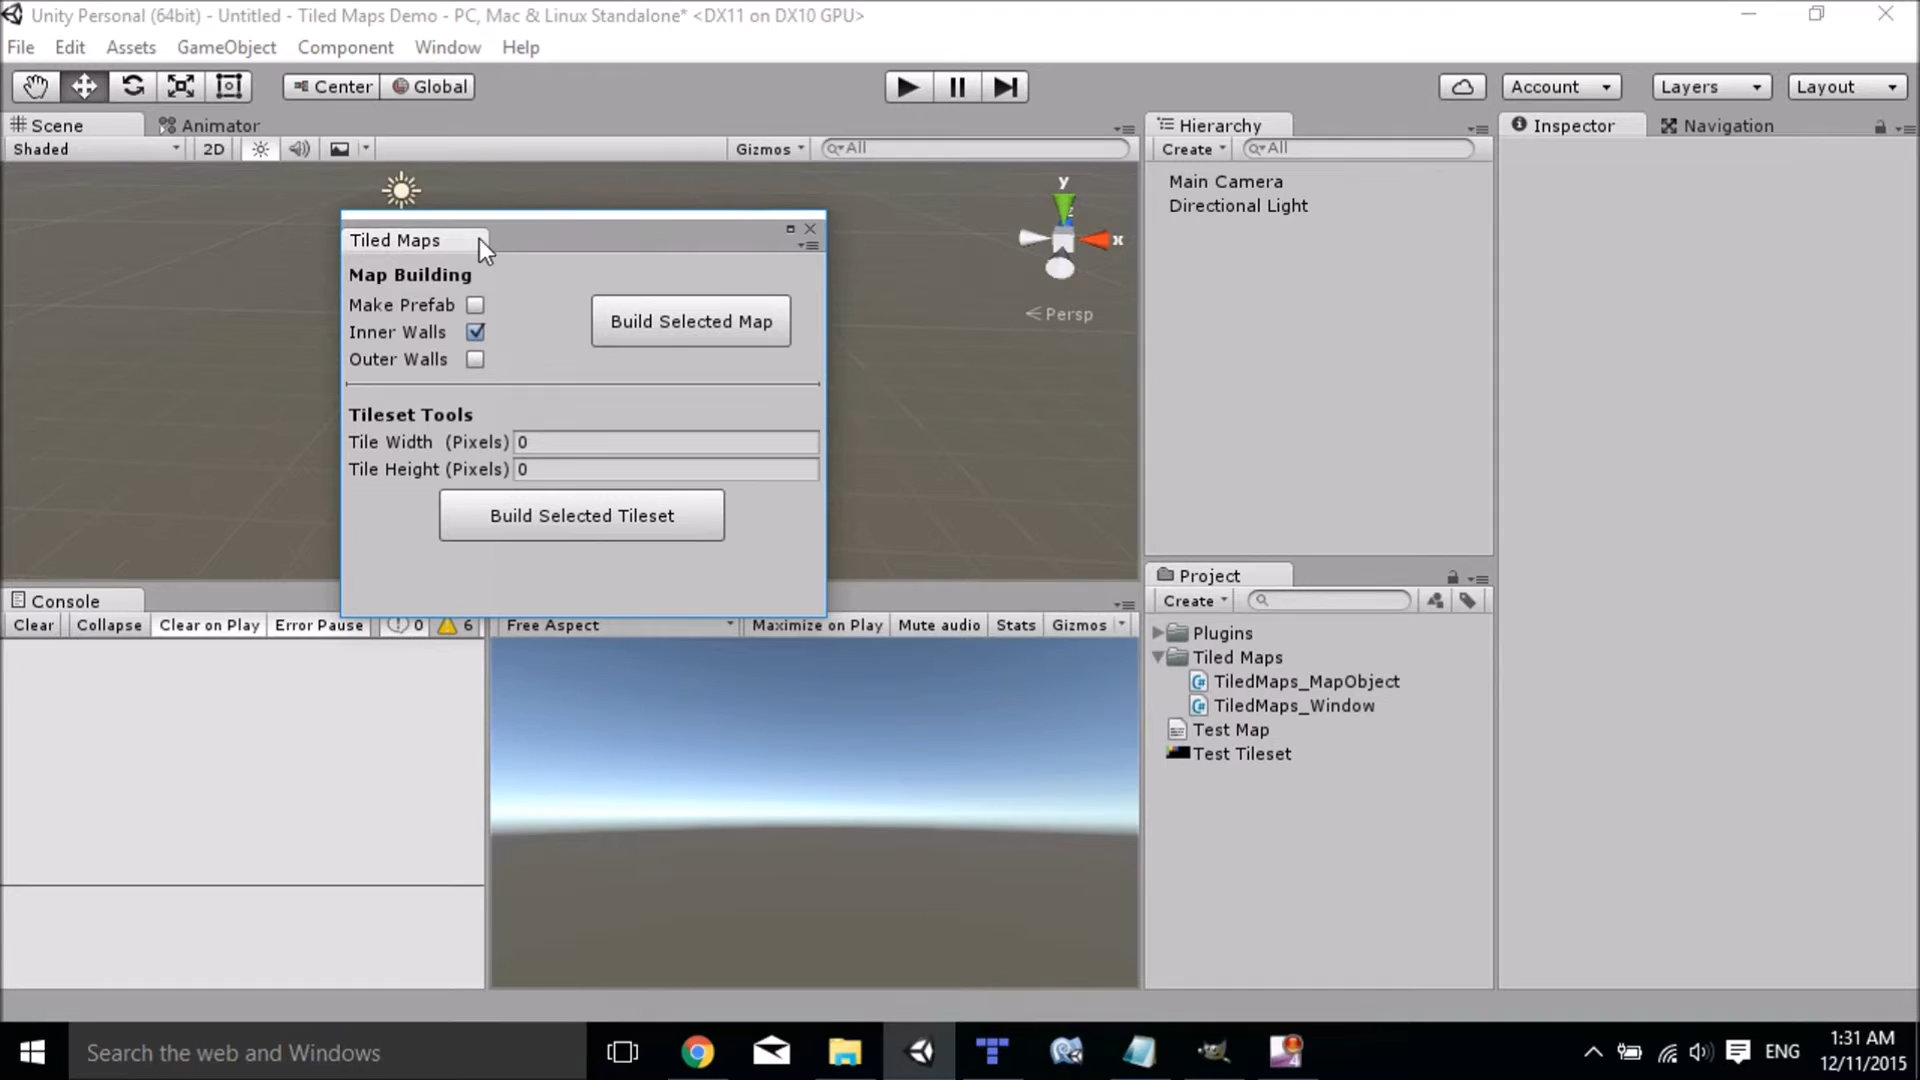 Unity Personal (64bit) - Untitled - Tiled Maps Demo - PC, Mac & Linux Standalone* <DX11 on DX10 GPU>
File Edit Assets GameObject Component Window Help
Center Global Account Layers Layout
Scene Animator
Shaded 2D Gizmos All
Hierarchy
Create All
Main Camera
Directional Light
Inspector Navigation
y
x
z
Persp
Tiled Maps
Map Building
Make Prefab
Inner Walls
Outer Walls
Build Selected Map
Tileset Tools
Tile Width (Pixels) 0
Tile Height (Pixels) 0
Build Selected Tileset
Console
Clear Collapse Clear on Play Error Pause 0 6
Free Aspect Maximize on Play Mute audio Stats Gizmos
Project
Create
Plugins
Tiled Maps
TiledMaps_MapObject
TiledMaps_Window
Test Map
Test Tileset
Search the web and Windows
4
ENG
1:31 AM
12/11/2015